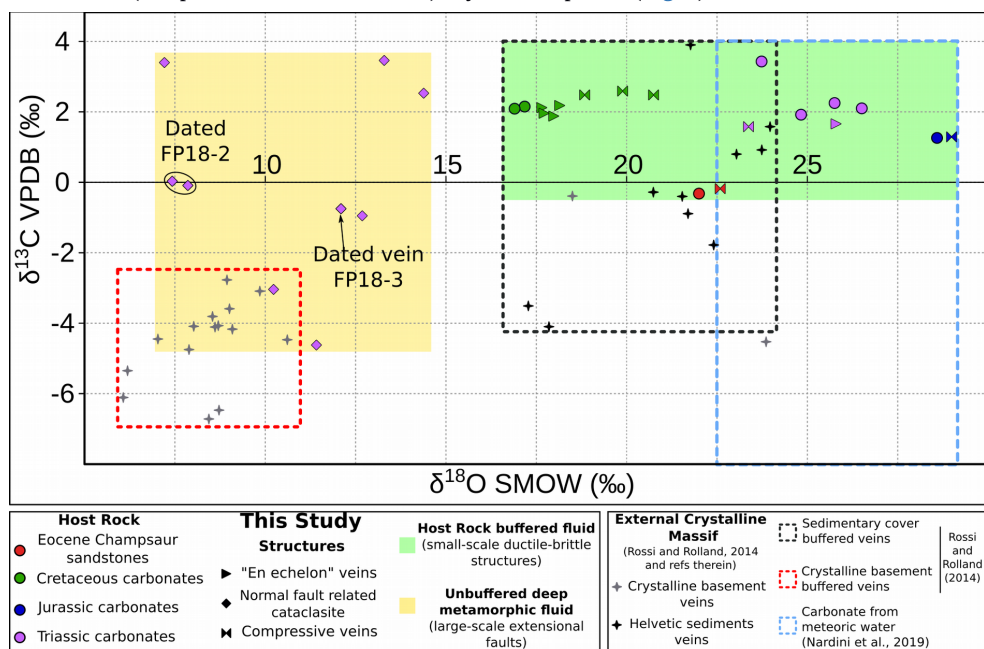 4
2
0
-2
-4
-6
10
15
20
25
Dated
FP18-2
Dated vein
FP18-3
δ13C VPDB (‰)
δ18O SMOW (‰)
Host Rock
Eocene Champsaur
sandstones
Cretaceous carbonates
Jurassic carbonates
Triassic carbonates
This Study
Structures
"En echelon" veins
Normal fault related
cataclasite
Compressive veins
Host Rock buffered fluid
(small-scale ductile-brittle
structures)
Unbuffered deep
metamorphic fluid
(large-scale extensional
faults)
External Crystalline
Massif
(Rossi and Rolland, 2014
and refs therein)
Crystalline basement
veins
Helvetic sediments
veins
Sedimentary cover
buffered veins
Crystalline basement
buffered veins
Carbonate from
meteoric water
(Nardini et al., 2019)
Rossi
and
Rolland
(2014)